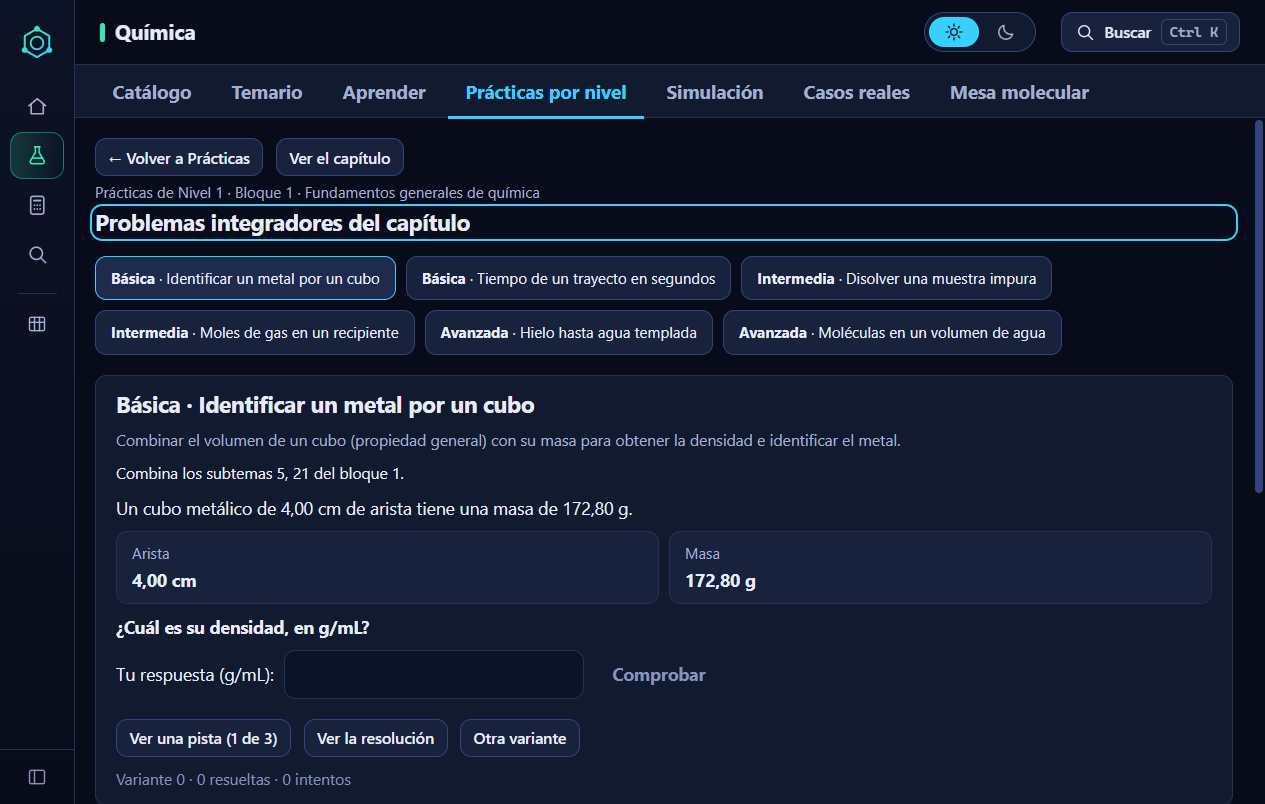 Química
Buscar Ctrl K
Catálogo Temario Aprender Prácticas por nivel Simulación Casos reales Mesa molecular
← Volver a Prácticas Ver el capítulo
Prácticas de Nivel 1 · Bloque 1 · Fundamentos generales de química
Problemas integradores del capítulo
Básica · Identificar un metal por un cubo Básica · Tiempo de un trayecto en segundos Intermedia · Disolver una muestra impura
Intermedia · Moles de gas en un recipiente Avanzada · Hielo hasta agua templada Avanzada · Moléculas en un volumen de agua
Básica · Identificar un metal por un cubo
Combinar el volumen de un cubo (propiedad general) con su masa para obtener la densidad e identificar el metal.
Combina los subtemas 5, 21 del bloque 1.
Un cubo metálico de 4,00 cm de arista tiene una masa de 172,80 g.
Arista Masa
4,00 cm 172,80 g
¿Cuál es su densidad, en g/mL?
Tu respuesta (g/mL): Comprobar
Ver una pista (1 de 3) Ver la resolución Otra variante
Variante 0 · 0 resueltas · 0 intentos